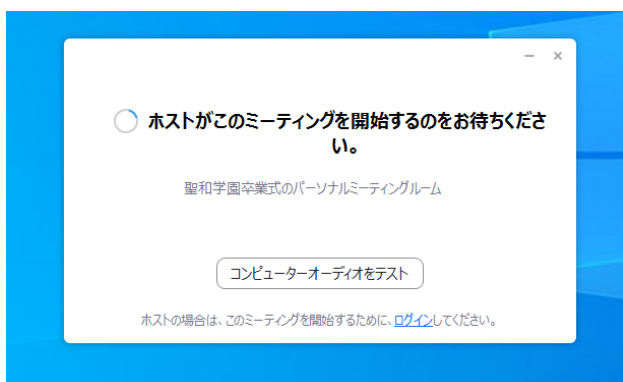 ホストがこのミーティングを開始するのをお待ちくださ
い。
聖和学園卒業式のパーソナルミーティングルーム
コンピューターオーディオをテスト
ホストの場合は、このミーティングを開始するために、ログインしてください。